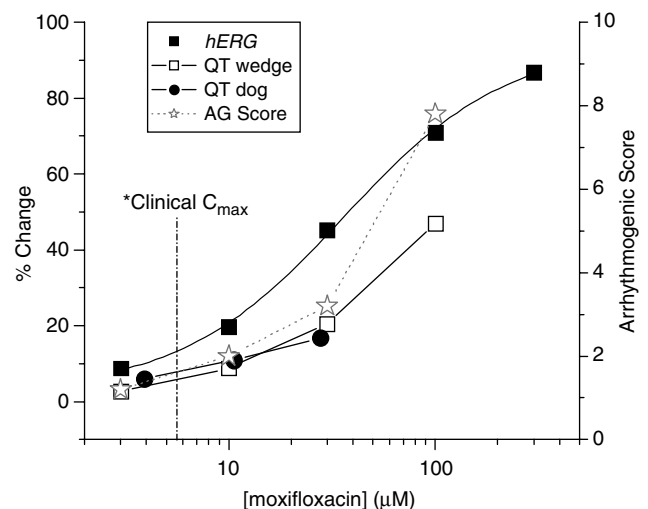 100
80
60
40
20
0
% Change
hERG
QT wedge
QT dog
AG Score
*Clinical Cmax
10
8
6
4
2
0
Arrhythmogenic Score
10
100
[moxifloxacin] (μM)